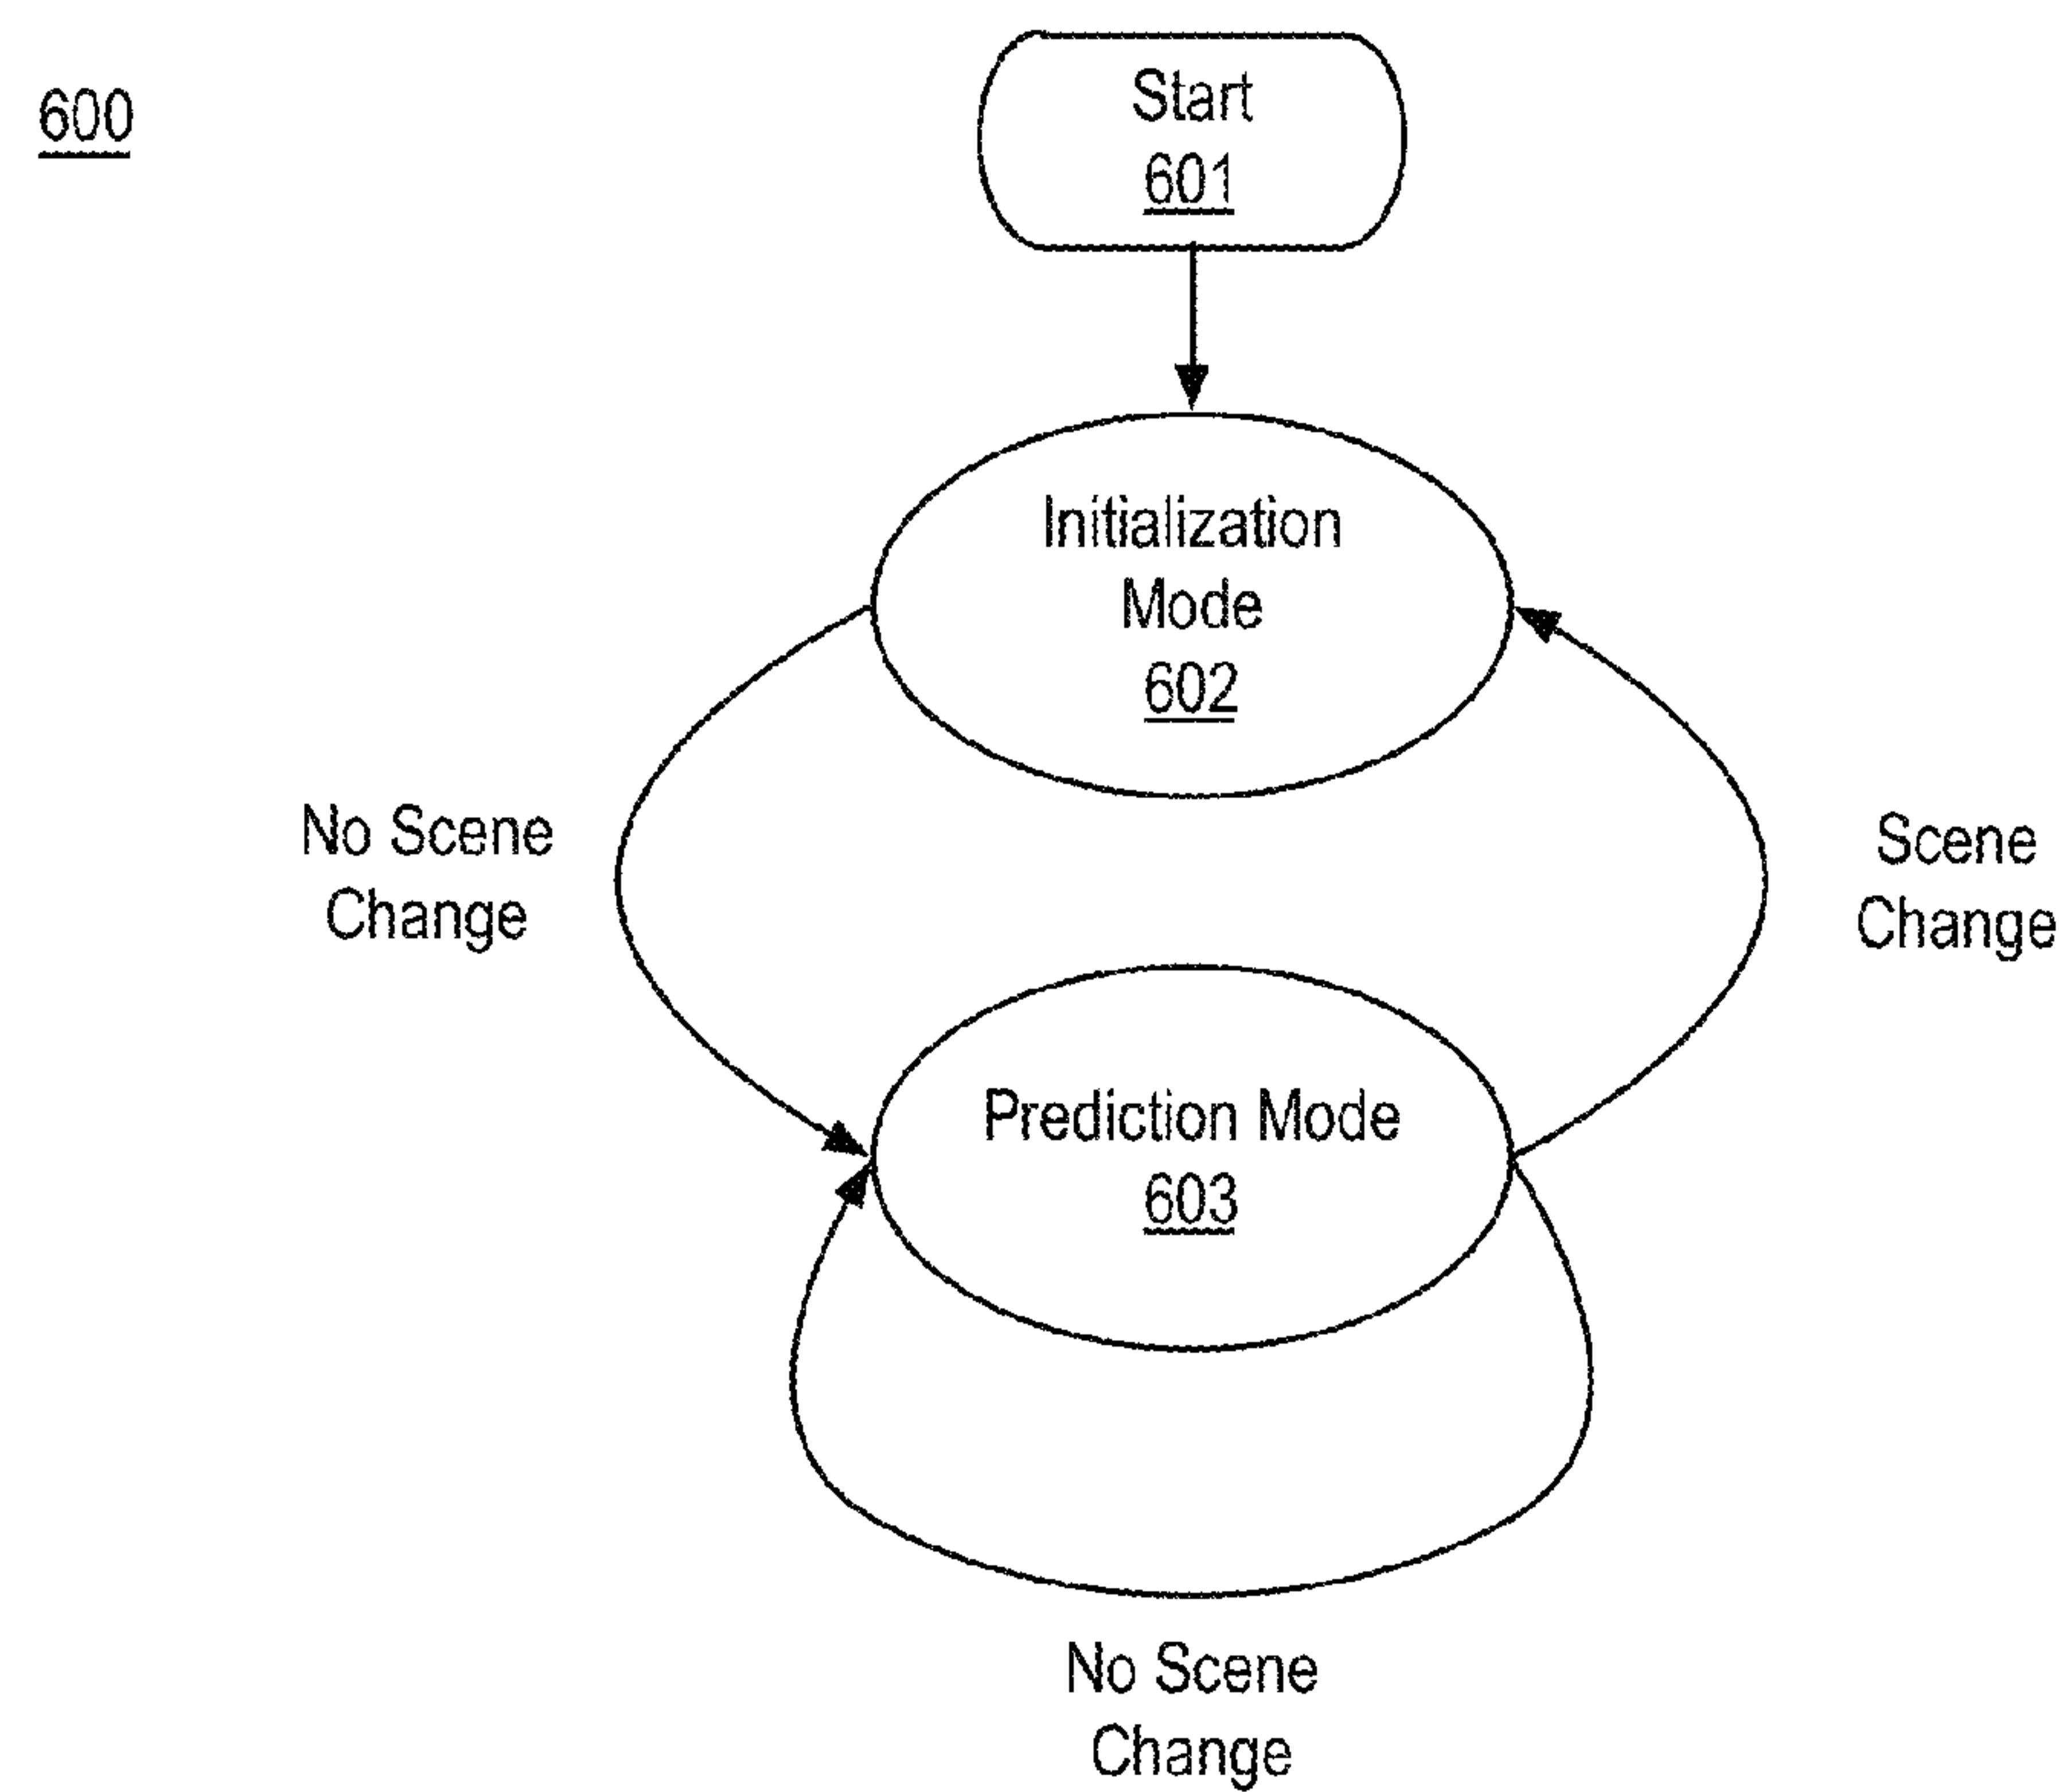 600
Start
601
Initialization
Mode
602
No Scene
Change
Scene
Change
Prediction Mode
603
No Scene
Change